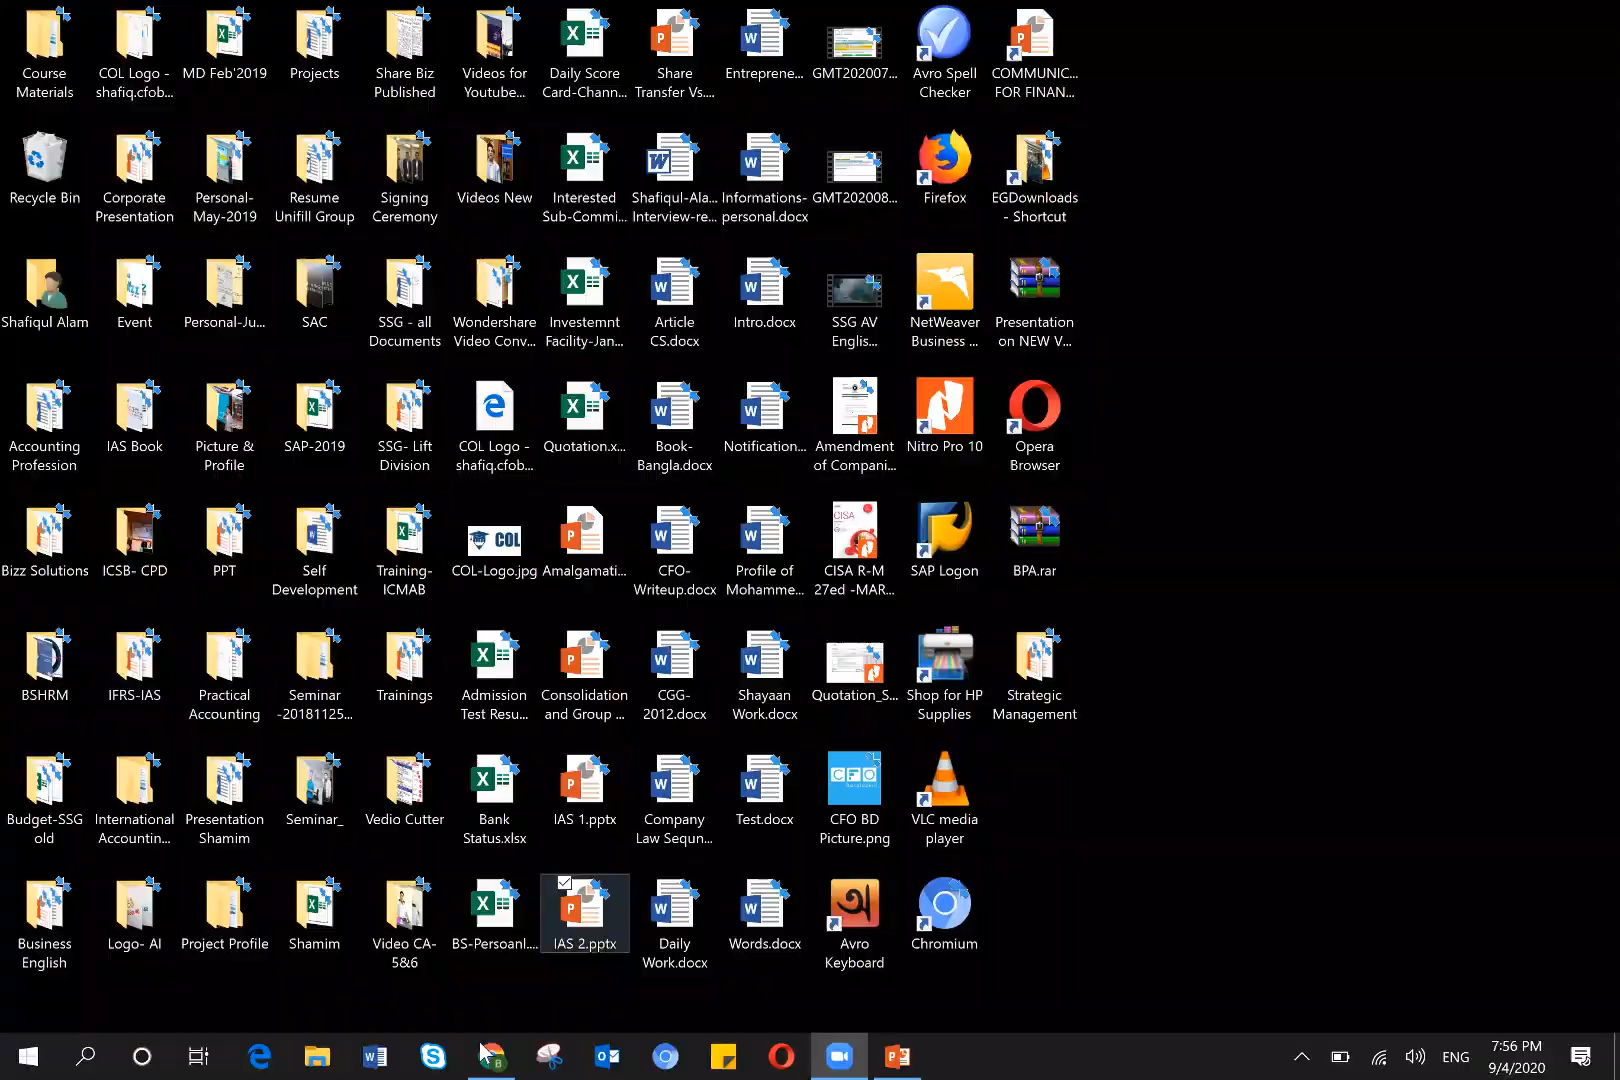 Course
Materials
COL Logo -
shafiq.cfob...
MD Feb'2019
Projects
Share Biz
Published
Videos for
Youtube...
Daily Score
Card-Chann...
Share
Transfer Vs....
Entreprene...
GMT202007...
Avro Spell
Checker
COMMUNIC...
FOR FINAN...
Recycle Bin
Corporate
Presentation
Personal-
May-2019
Resume
Unifill Group
Signing
Ceremony
Videos New
Interested
Sub-Commi...
Shafiqul-Ala...
Interview-re...
Informations-
personal.docx
GMT202008...
Firefox
EGDownloads
- Shortcut
Shafiqul Alam
Event
Personal-Ju...
SAC
SSG - all
Documents
Wondershare
Video Conv...
Investemnt
Facility-Jan...
Article
CS.docx
Intro.docx
SSG AV
Englis...
NetWeaver
Business ...
Presentation
on NEW V...
Accounting
Profession
IAS Book
Picture &
Profile
SAP-2019
SSG- Lift
Division
COL Logo -
shafiq.cfob...
Quotation.x...
Book-
Bangla.docx
Notification...
Amendment
of Compani...
Nitro Pro 10
Opera
Browser
Bizz Solutions
ICSB- CPD
PPT
Self
Development
Training-
ICMAB
COL
COL-Logo.jpg
Amalgamati...
CFO-
Writeup.docx
Profile of
Mohamme...
CISA
CISA R-M
27ed -MAR...
SAP Logon
BPA.rar
BSHRM
IFRS-IAS
Practical
Accounting
Seminar
-20181125...
Trainings
Admission
Test Resu...
Consolidation
and Group ...
CGG-
2012.docx
Shayaan
Work.docx
Quotation_S...
Shop for HP
Supplies
Strategic
Management
Budget-SSG
old
International
Accountin...
Presentation
Shamim
Seminar_
Vedio Cutter
Bank
Status.xlsx
IAS 1.pptx
Company
Law Sequn...
Test.docx
CFO
CFO BD
Picture.png
VLC media
player
Business
English
Logo- AI
Project Profile
Shamim
Video CA-
5&6
BS-Persoanl....
IAS 2.pptx
Daily
Work.docx
Words.docx
অ
Avro
Keyboard
Chromium
ENG
7:56 PM
9/4/2020